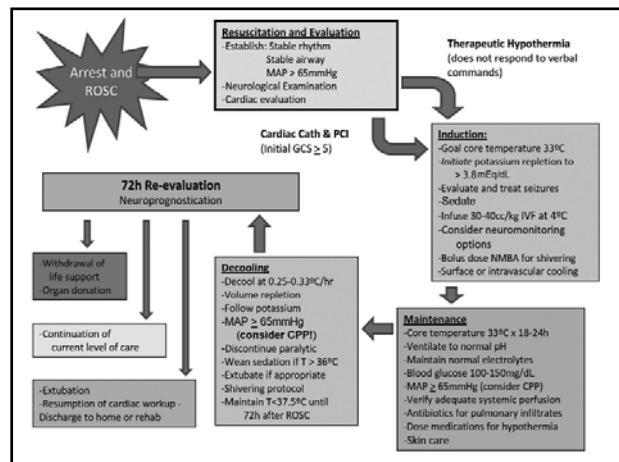 Arrest and
ROSC
Resuscitation and Evaluation
-Establish: Stable rhythm
Stable airway
MAP > 65mmHg
-Neurological Examination
-Cardiac evaluation
Therapeutic Hypothermia
(does not respond to verbal
commands)
Cardiac Cath & PCI
(Initial GCS ≥ 5)
Induction:
-Goal core temperature 33ºC
-Initiate potassium repletion to
> 3.8mEq/dL
-Evaluate and treat seizures
-Sedate
-Infuse 30-40cc/kg IVF at 4ºC
-Consider neuromonitoring
options
-Bolus dose NMBA for shivering
-Surface or intravascular cooling
Maintenance
-Core temperature 33ºC x 18-24h
-Ventilate to normal pH
-Maintain normal electrolytes
-Blood glucose 100-150mg/dL
-MAP ≥ 65mmHg (consider CPP)
-Verify adequate systemic perfusion
-Antibiotics for pulmonary infiltrates
-Dose medications for hypothermia
-Skin care
Decooling
-Decool at 0.25-0.33ºC/hr
-Volume repletion
-Follow potassium
-MAP ≥ 65mmHg
(consider CPP!)
-Discontinue paralytic
-Wean sedation if T > 36ºC
-Extubate if appropriate
-Shivering protocol
-Maintain T<37.5ºC until
72h after ROSC
72h Re-evaluation
Neuroprognostication
-Withdrawal of
life support
-Organ donation
-Continuation of
current level of care
-Extubation
-Resumption of cardiac workup -
Discharge to home or rehab